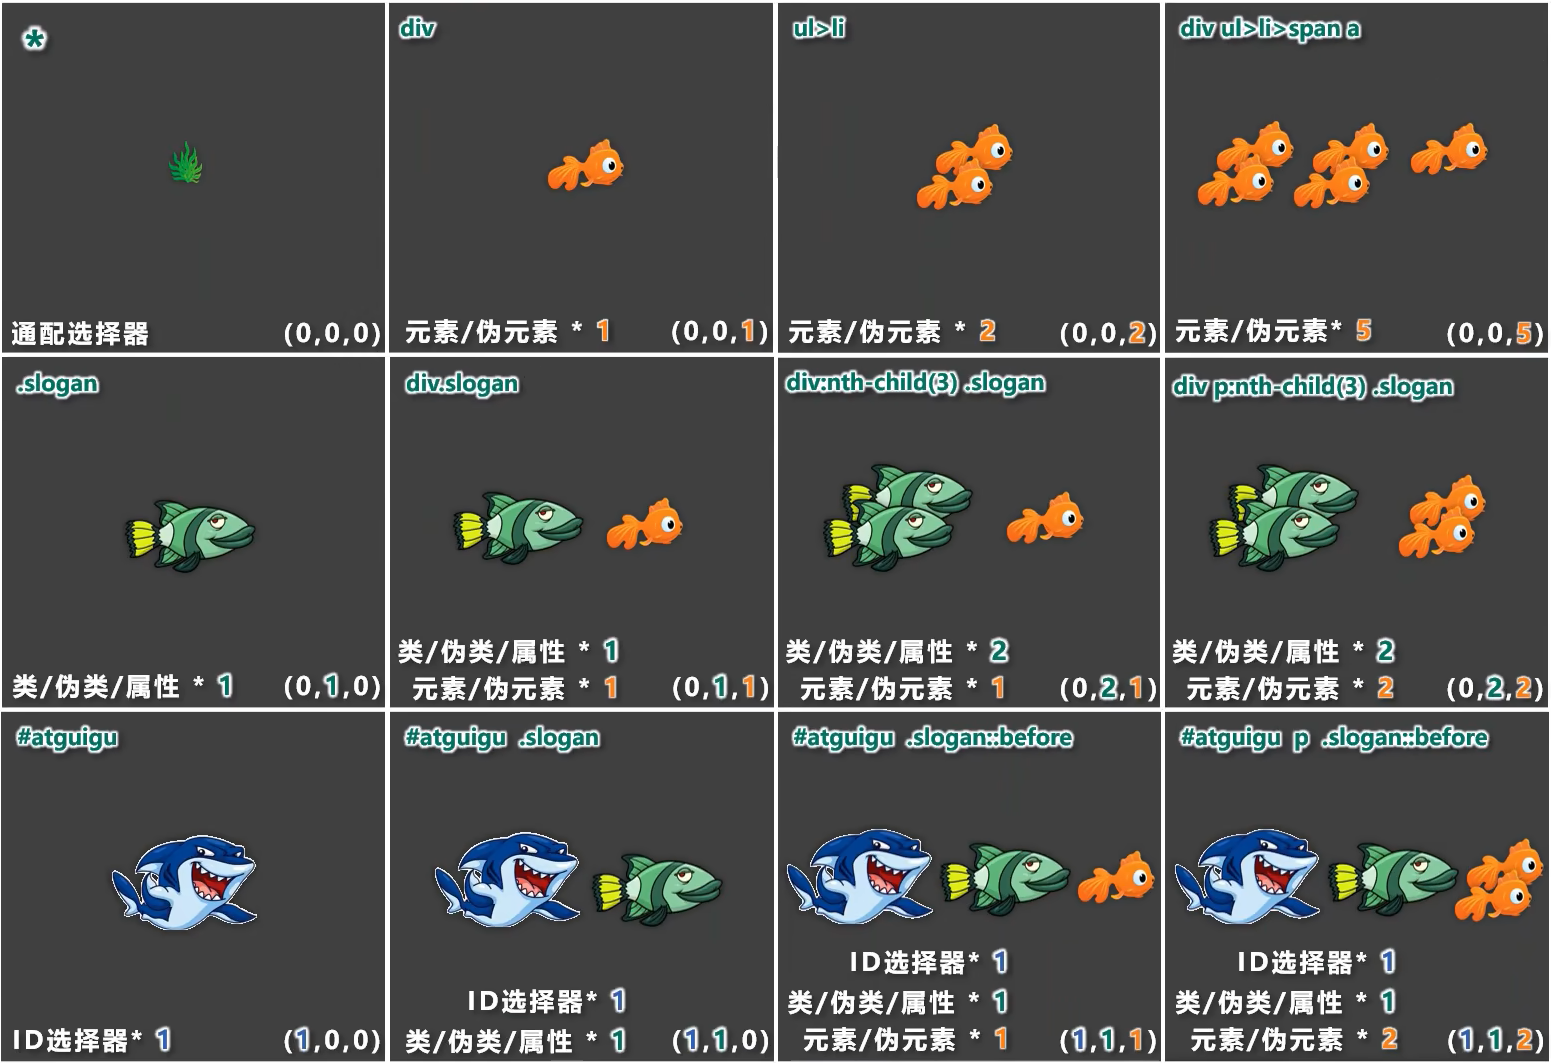 *
通配选择器 (0,0,0)
div
元素/伪元素 * 1 (0,0,1)
ul>li
元素/伪元素 * 2 (0,0,2)
div ul>li>span a
元素/伪元素* 5 (0,0,5)
.slogan
类/伪类/属性 * 1 (0,1,0)
div.slogan
类/伪类/属性 * 1
元素/伪元素 * 1 (0,1,1)
div:nth-child(3) .slogan
类/伪类/属性 * 2
元素/伪元素 * 1 (0,2,1)
div p:nth-child(3) .slogan
类/伪类/属性 * 2
元素/伪元素 * 2 (0,2,2)
#atguigu
ID选择器* 1 (1,0,0)
#atguigu .slogan
ID选择器* 1
类/伪类/属性 * 1 (1,1,0)
#atguigu .slogan::before
ID选择器* 1
类/伪类/属性 * 1
元素/伪元素 * 1 (1,1,1)
#atguigu p .slogan::before
ID选择器* 1
类/伪类/属性 * 1
元素/伪元素 * 2 (1,1,2)